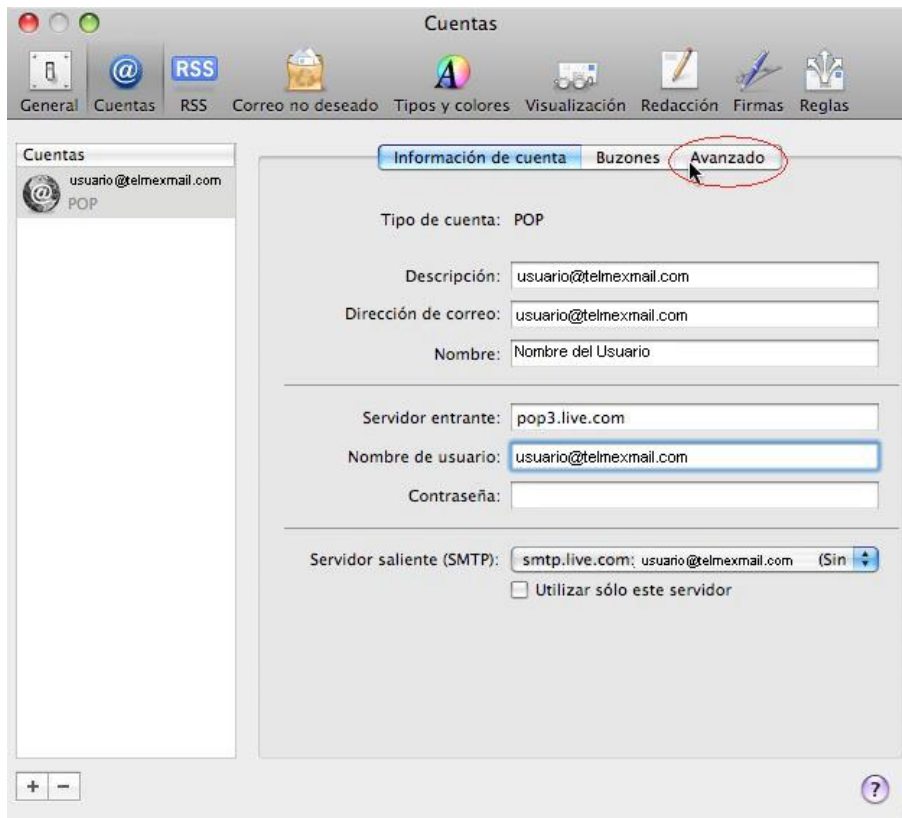 Cuentas
RSS
General Cuentas RSS Correo no deseado Tipos y colores Visualización Redacción Firmas Reglas
Cuentas
usuario@telmexmail.com
POP
Información de cuenta Buzones Avanzado
Tipo de cuenta: POP
Descripción: usuario@telmexmail.com
Dirección de correo: usuario@telmexmail.com
Nombre: Nombre del Usuario
Servidor entrante: pop3.live.com
Nombre de usuario: usuario@telmexmail.com
Contraseña:
Servidor saliente (SMTP): smtp.live.com: usuario@telmexmail.com (Sin
Utilizar sólo este servidor
+ − ?